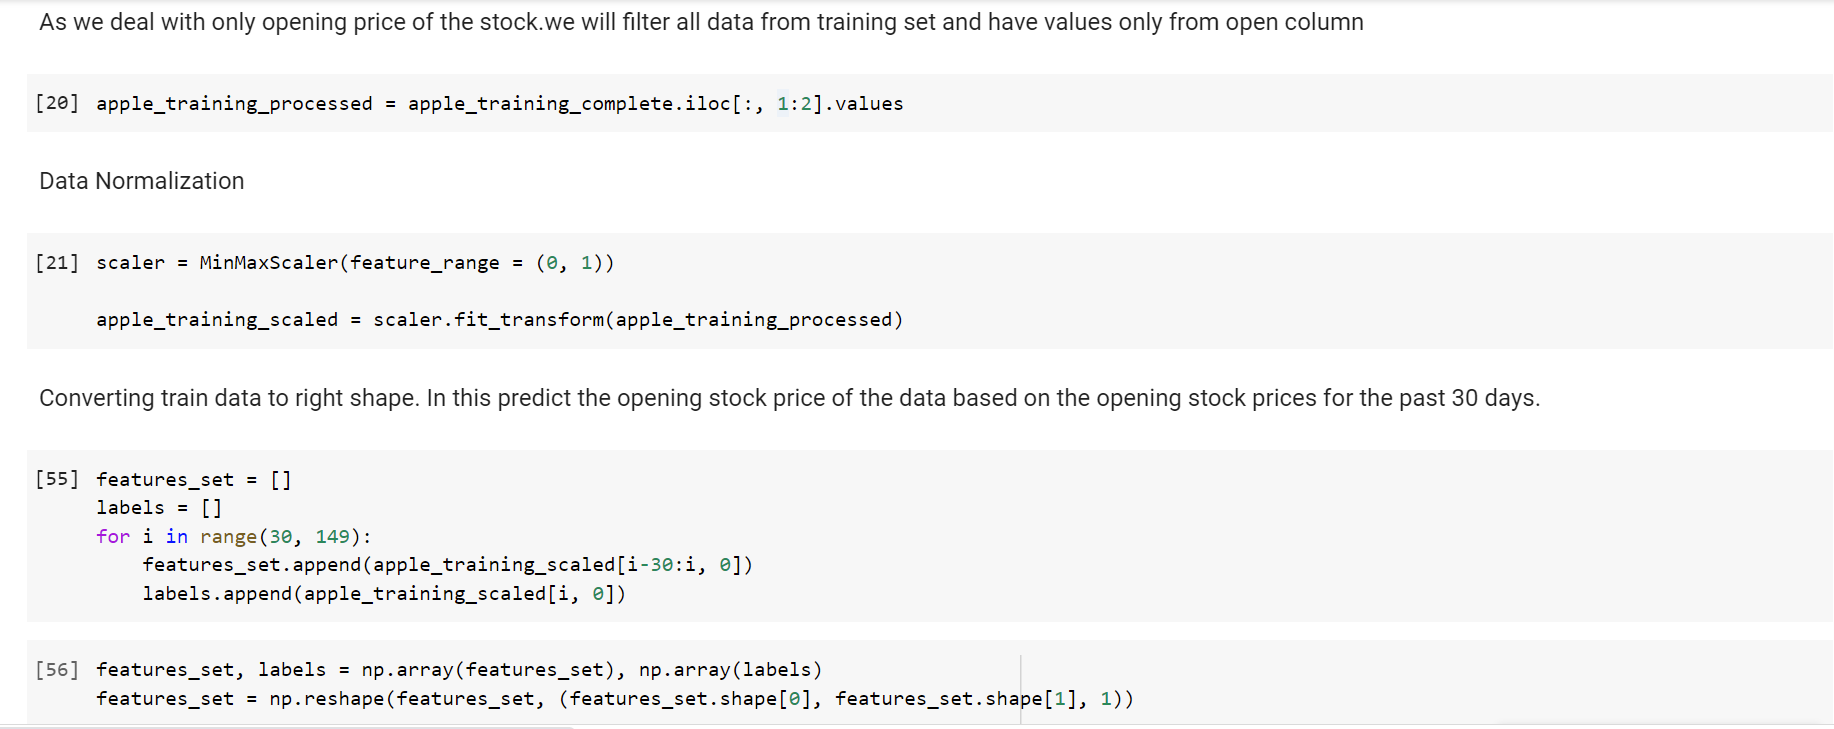 As we deal with only opening price of the stock.we will filter all data from training set and have values only from open column
[20] apple_training_processed = apple_training_complete.iloc[:, 1:2].values
Data Normalization
[21] scaler = MinMaxScaler(feature_range = (0, 1))
apple_training_scaled = scaler.fit_transform(apple_training_processed)
Converting train data to right shape. In this predict the opening stock price of the data based on the opening stock prices for the past 30 days.
[55] features_set = []
labels = []
for i in range(30, 149):
features_set.append(apple_training_scaled[i-30:i, 0])
labels.append(apple_training_scaled[i, 0])
[56] features_set, labels = np.array(features_set), np.array(labels)
features_set = np.reshape(features_set, (features_set.shape[0], features_set.shape[1], 1))